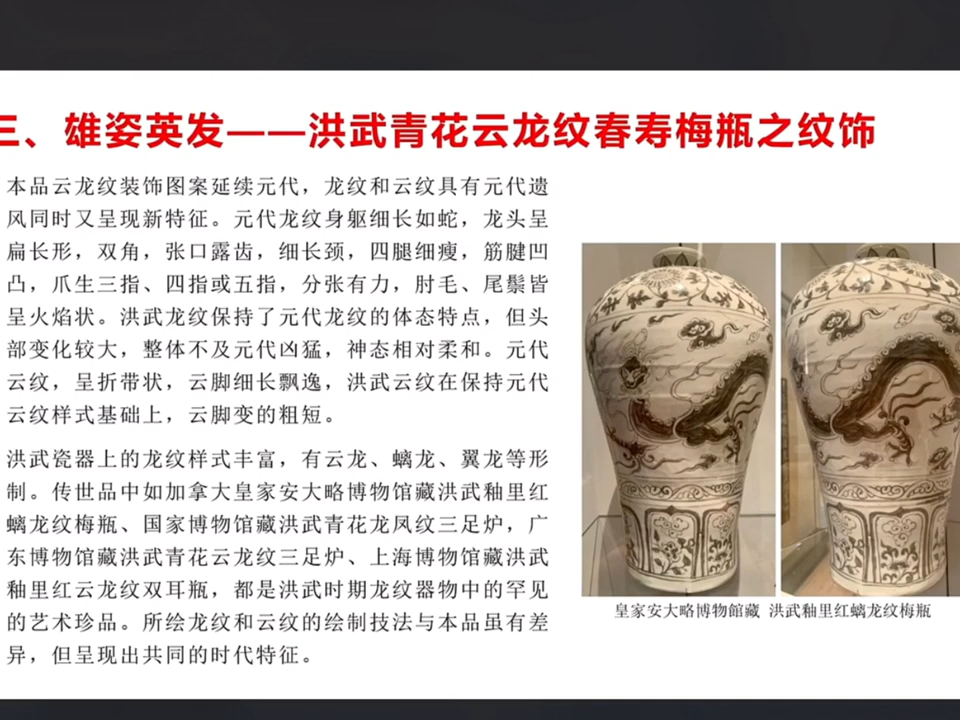 三、雄姿英发——洪武青花云龙纹春寿梅瓶之纹饰
本品云龙纹装饰图案延续元代，龙纹和云纹具有元代遗
风同时又呈现新特征。元代龙纹身躯细长如蛇，龙头呈
扁长形，双角，张口露齿，细长颈，四腿细瘦，筋腱凹
凸，爪生三指、四指或五指，分张有力，肘毛、尾鬃皆
呈火焰状。洪武龙纹保持了元代龙纹的体态特点，但头
部变化较大，整体不及元代凶猛，神态相对柔和。元代
云纹，呈折带状，云脚细长飘逸，洪武云纹在保持元代
云纹样式基础上，云脚变的粗短。
洪武瓷器上的龙纹样式丰富，有云龙、螭龙、翼龙等形
制。传世品中如加拿大皇家安大略博物馆藏洪武釉里红
螭龙纹梅瓶、国家博物馆藏洪武青花龙凤纹三足炉，广
东博物馆藏洪武青花云龙纹三足炉、上海博物馆藏洪武
釉里红云龙纹双耳瓶，都是洪武时期龙纹器物中的罕见
的艺术珍品。所绘龙纹和云纹的绘制技法与本品虽有差
异，但呈现出共同的时代特征。
皇家安大略博物館藏 洪武釉里红螭龙纹梅瓶